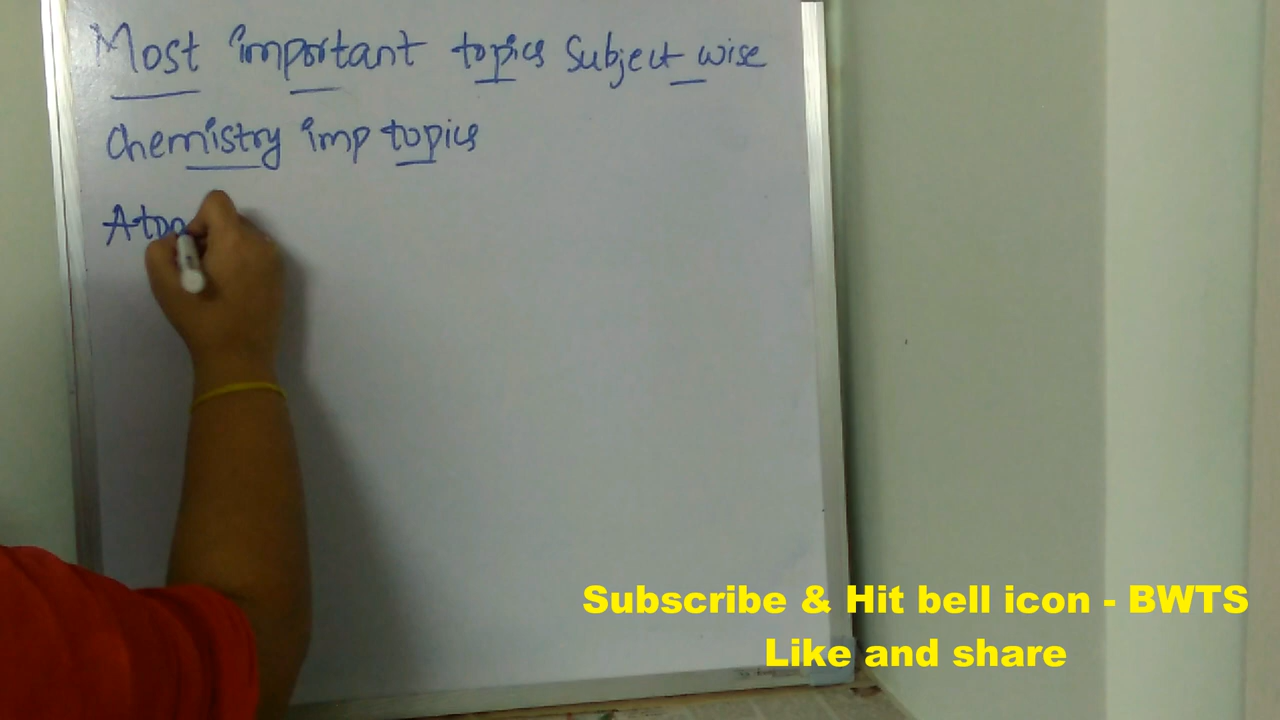 Most important topics Subject wise
Chemistry imp topics
Subscribe & Hit bell icon - BWTS
Like and share